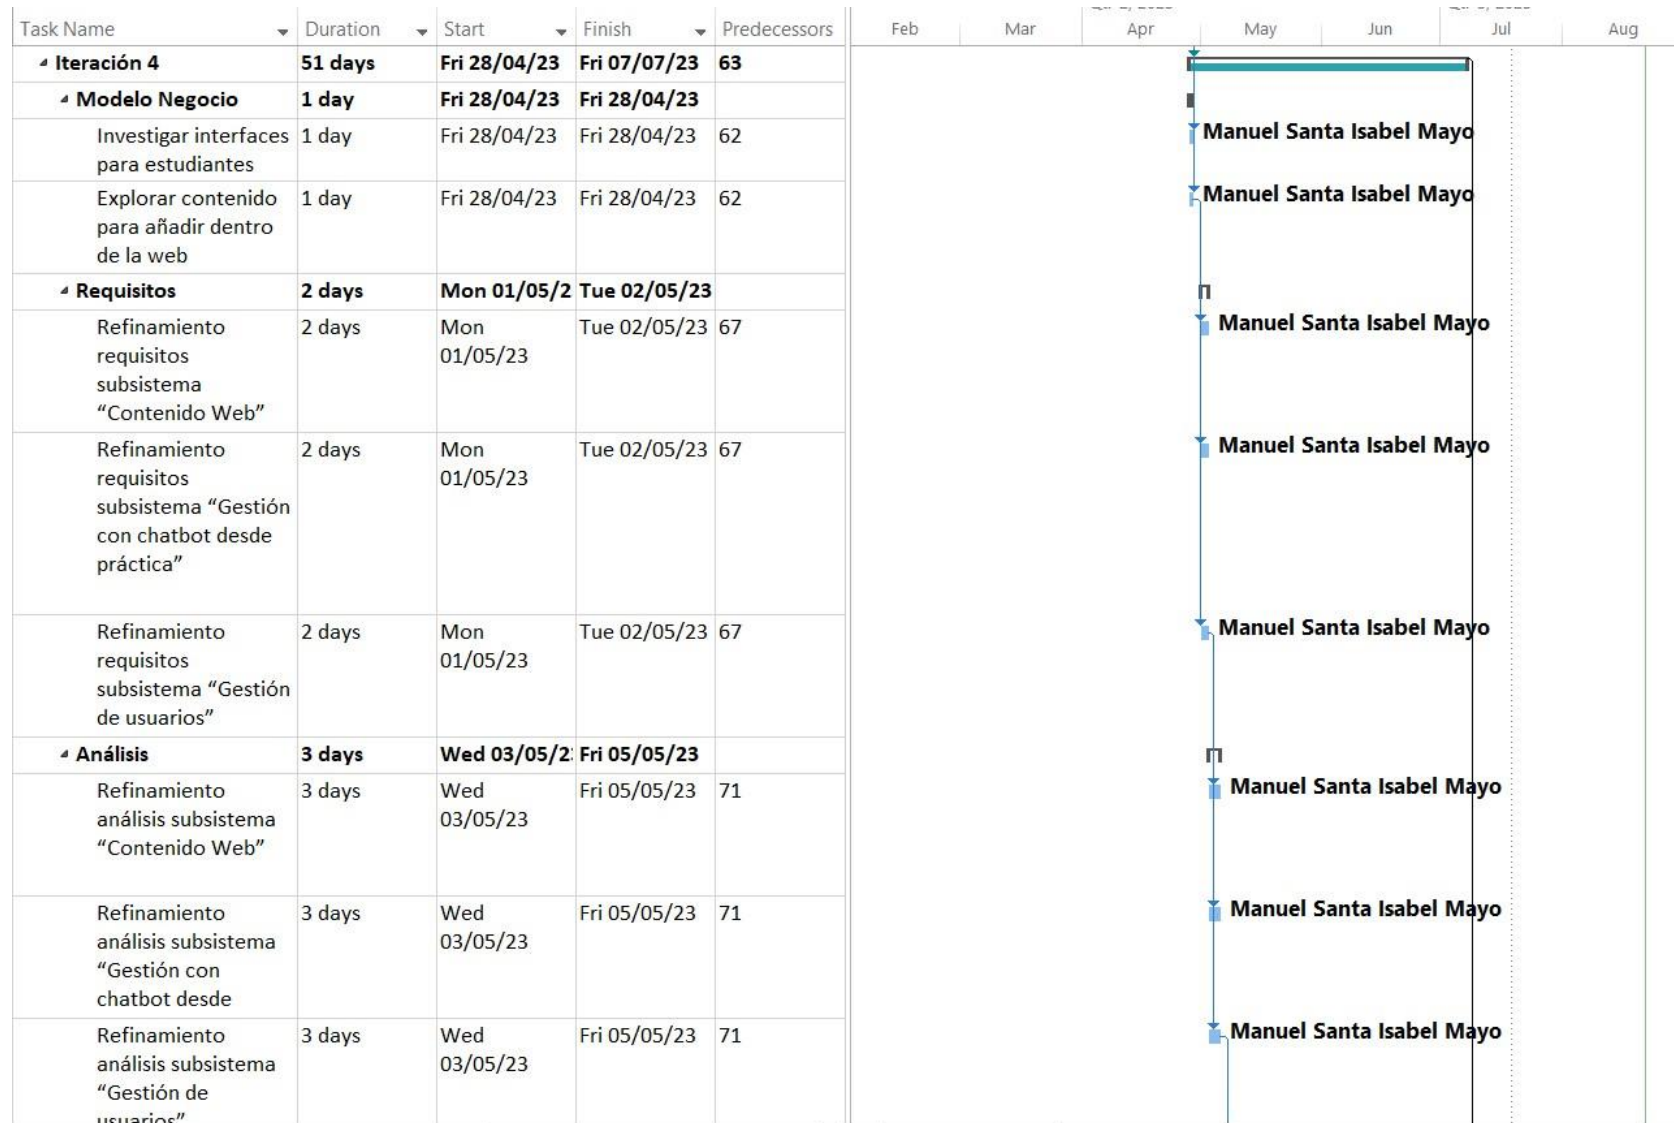 Task Name Duration Start Finish Predecessors Feb Mar Apr May Jun Jul Aug
Iteración 4 51 days Fri 28/04/23 Fri 07/07/23 63
Modelo Negocio 1 day Fri 28/04/23 Fri 28/04/23
Investigar interfaces 1 day Fri 28/04/23 Fri 28/04/23 62 Manuel Santa Isabel Mayo
para estudiantes
Explorar contenido 1 day Fri 28/04/23 Fri 28/04/23 62 Manuel Santa Isabel Mayo
para añadir dentro
de la web
Requisitos 2 days Mon 01/05/2 Tue 02/05/23
Refinamiento 2 days Mon Tue 02/05/23 67 Manuel Santa Isabel Mayo
requisitos 01/05/23
subsistema
“Contenido Web”
Refinamiento 2 days Mon Tue 02/05/23 67 Manuel Santa Isabel Mayo
requisitos 01/05/23
subsistema “Gestión
con chatbot desde
práctica”
Refinamiento 2 days Mon Tue 02/05/23 67 Manuel Santa Isabel Mayo
requisitos 01/05/23
subsistema “Gestión
de usuarios”
Análisis 3 days Wed 03/05/2 Fri 05/05/23
Refinamiento 3 days Wed Fri 05/05/23 71 Manuel Santa Isabel Mayo
análisis subsistema 03/05/23
“Contenido Web”
Refinamiento 3 days Wed Fri 05/05/23 71 Manuel Santa Isabel Mayo
análisis subsistema 03/05/23
“Gestión con
chatbot desde
Refinamiento 3 days Wed Fri 05/05/23 71 Manuel Santa Isabel Mayo
análisis subsistema 03/05/23
“Gestión de
usuarios”